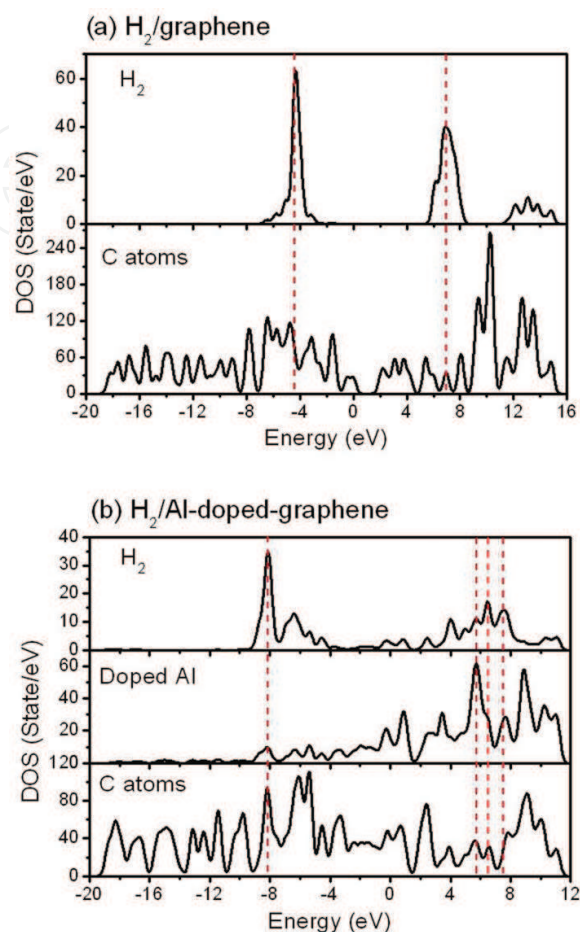 (a) H₂/graphene
H₂
60
40
20
0
C atoms
240
180
120
60
0
DOS (State/eV)
-20 -16 -12 -8 -4 0 4 8 12 16
Energy (eV)
(b) H₂/Al-doped-graphene
H₂
40
30
20
10
0
Doped Al
60
40
20
120
C atoms
80
40
0
DOS (State/eV)
-20 -16 -12 -8 -4 0 4 8 12
Energy (eV)